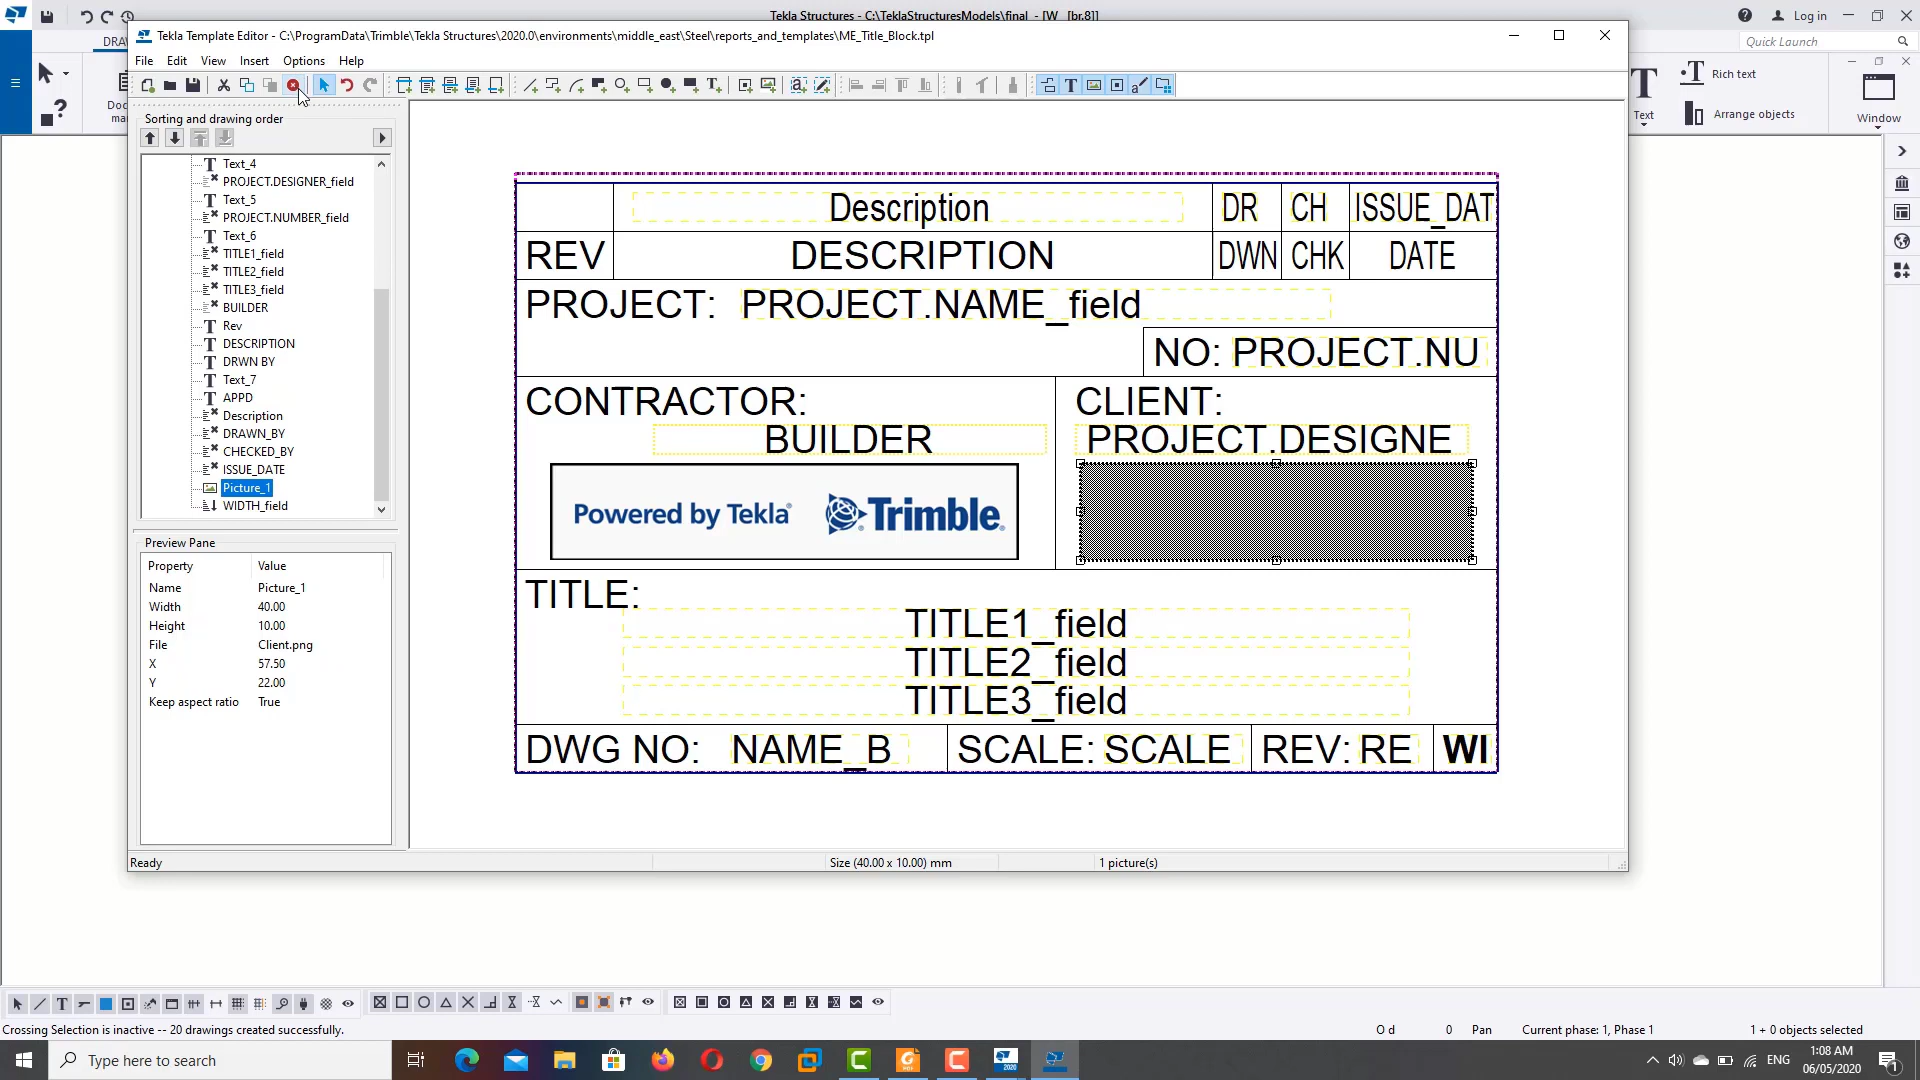 Tekla Structures - C:\TeklaStructuresModels\final - [W_ [br.8]]
Log in
DRA
Quick Launch
Tekla Template Editor - C:\ProgramData\Trimble\Tekla Structures\2020.0\environments\middle_east\Steel\reports_and_templates\ME_Title_Block.tpl
File Edit View Insert Options Help
Rich text
Doc
Text
Arrange objects
Window
Sorting and drawing order
Text_4
PROJECT.DESIGNER_field
Text_5
PROJECT.NUMBER_field
Text_6
TITLE1_field
TITLE2_field
TITLE3_field
BUILDER
Rev
DESCRIPTION
DRWN BY
Text_7
APPD
Description
DRAWN_BY
CHECKED_BY
ISSUE_DATE
Picture_1
WIDTH_field
Preview Pane
Property Value
Name Picture_1
Width 40.00
Height 10.00
File Client.png
X 57.50
Y 22.00
Keep aspect ratio True
Description DR CH ISSUE_DAT
REV DESCRIPTION DWN CHK DATE
PROJECT: PROJECT.NAME_field
NO: PROJECT.NU
CONTRACTOR: CLIENT:
BUILDER PROJECT.DESIGNE
Powered by Tekla® Trimble.
TITLE:
TITLE1_field
TITLE2_field
TITLE3_field
DWG NO: NAME_B SCALE: SCALE REV: RE WI
Ready Size (40.00 x 10.00) mm 1 picture(s)
Crossing Selection is inactive -- 20 drawings created successfully. O d 0 Pan Current phase: 1, Phase 1 1 + 0 objects selected
Type here to search
ENG
1:08 AM
06/05/2020